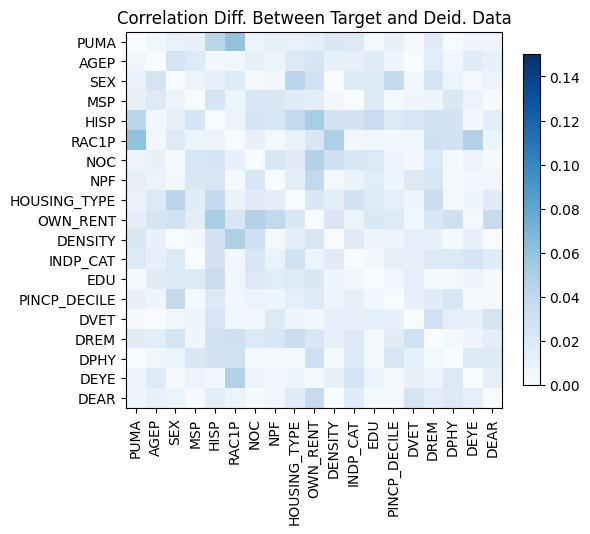 Correlation Diff. Between Target and Deid. Data
PUMA
AGEP
SEX
MSP
HISP
RAC1P
NOC
NPF
HOUSING_TYPE
OWN_RENT
DENSITY
INDP_CAT
EDU
PINCP_DECILE
DVET
DREM
DPHY
DEYE
DEAR
0.14
0.12
0.10
0.08
0.06
0.04
0.02
0.00
PUMA
AGEP
SEX
MSP
HISP
RAC1P
NOC
NPF
HOUSING_TYPE
OWN_RENT
DENSITY
INDP_CAT
EDU
PINCP_DECILE
DVET
DREM
DPHY
DEYE
DEAR